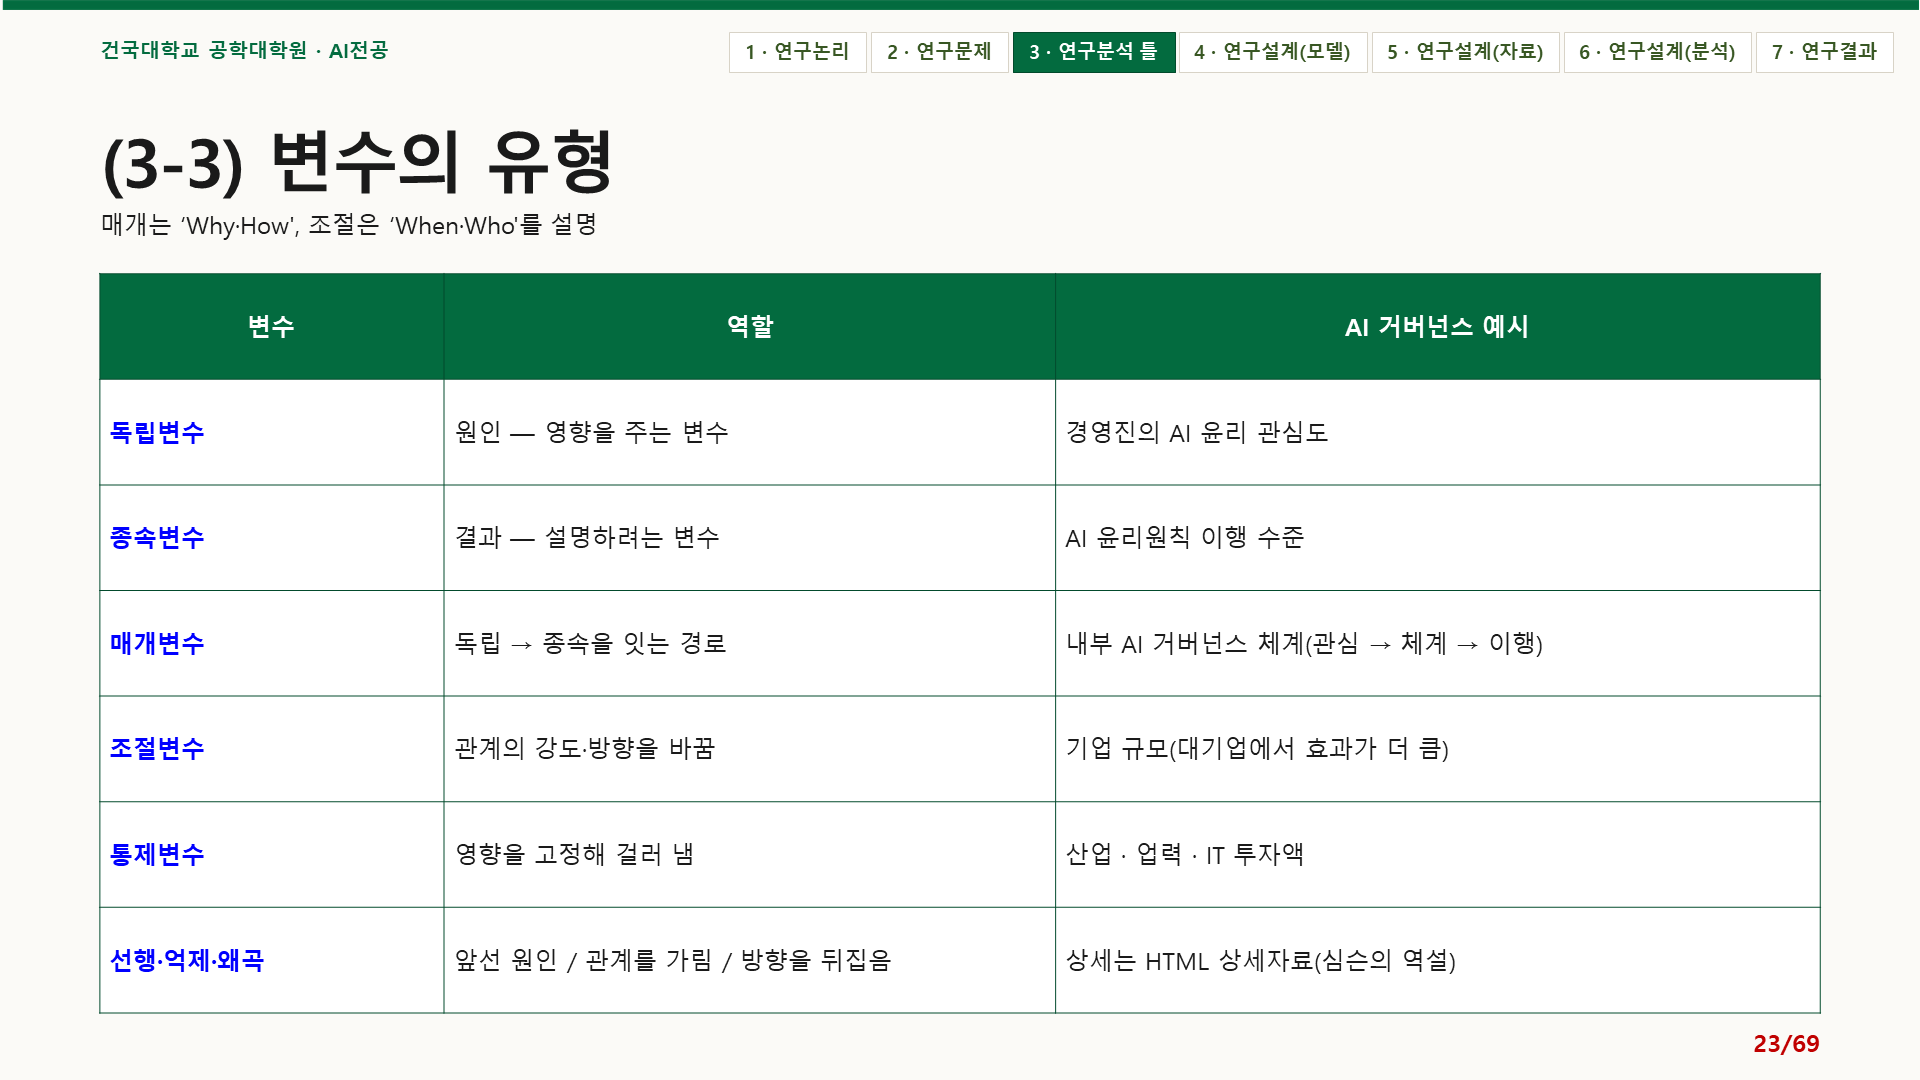 건국대학교 공학대학원 · AI전공
1 · 연구논리
2 · 연구문제
3 · 연구분석 틀
4 · 연구설계(모델)
5 · 연구설계(자료)
6 · 연구설계(분석)
7 · 연구결과
(3-3) 변수의 유형
매개는 ‘Why·How', 조절은 ‘When·Who'를 설명
변수
역할
AI 거버넌스 예시
독립변수
원인 — 영향을 주는 변수
경영진의 AI 윤리 관심도
종속변수
결과 — 설명하려는 변수
AI 윤리원칙 이행 수준
매개변수
독립 → 종속을 잇는 경로
내부 AI 거버넌스 체계(관심 → 체계 → 이행)
조절변수
관계의 강도·방향을 바꿈
기업 규모(대기업에서 효과가 더 큼)
통제변수
영향을 고정해 걸러 냄
산업 · 업력 · IT 투자액
선행·억제·왜곡
앞선 원인 / 관계를 가림 / 방향을 뒤집음
상세는 HTML 상세자료(심슨의 역설)
23/69